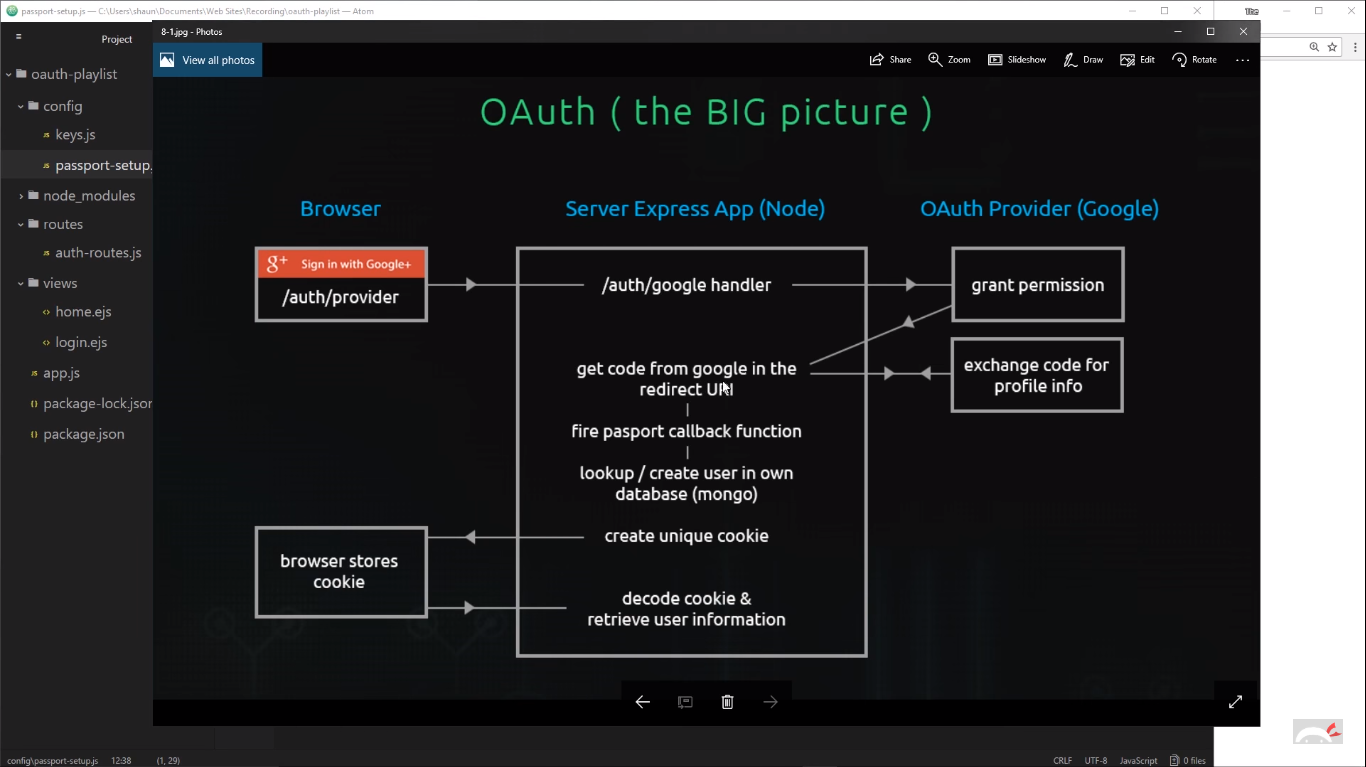 passport-setup.js — C:\Users\shaun\Documents\Web Sites\Recording\oauth-playlist — Atom
The
8-1.jpg - Photos
Project
View all photos
Share
Zoom
Slideshow
Draw
Edit
Rotate
oauth-playlist
config
keys.js
passport-setup.
node_modules
routes
auth-routes.js
views
home.ejs
login.ejs
app.js
package-lock.json
package.json
OAuth ( the BIG picture )
Browser
Server Express App (Node)
OAuth Provider (Google)
g+ Sign in with Google+
/auth/provider
/auth/google handler
grant permission
get code from google in the
redirect URI
exchange code for
profile info
fire pasport callback function
lookup / create user in own
database (mongo)
create unique cookie
browser stores
cookie
decode cookie &
retrieve user information
config\passport-setup.js 12:38 (1, 29)
CRLF UTF-8 JavaScript 0 files